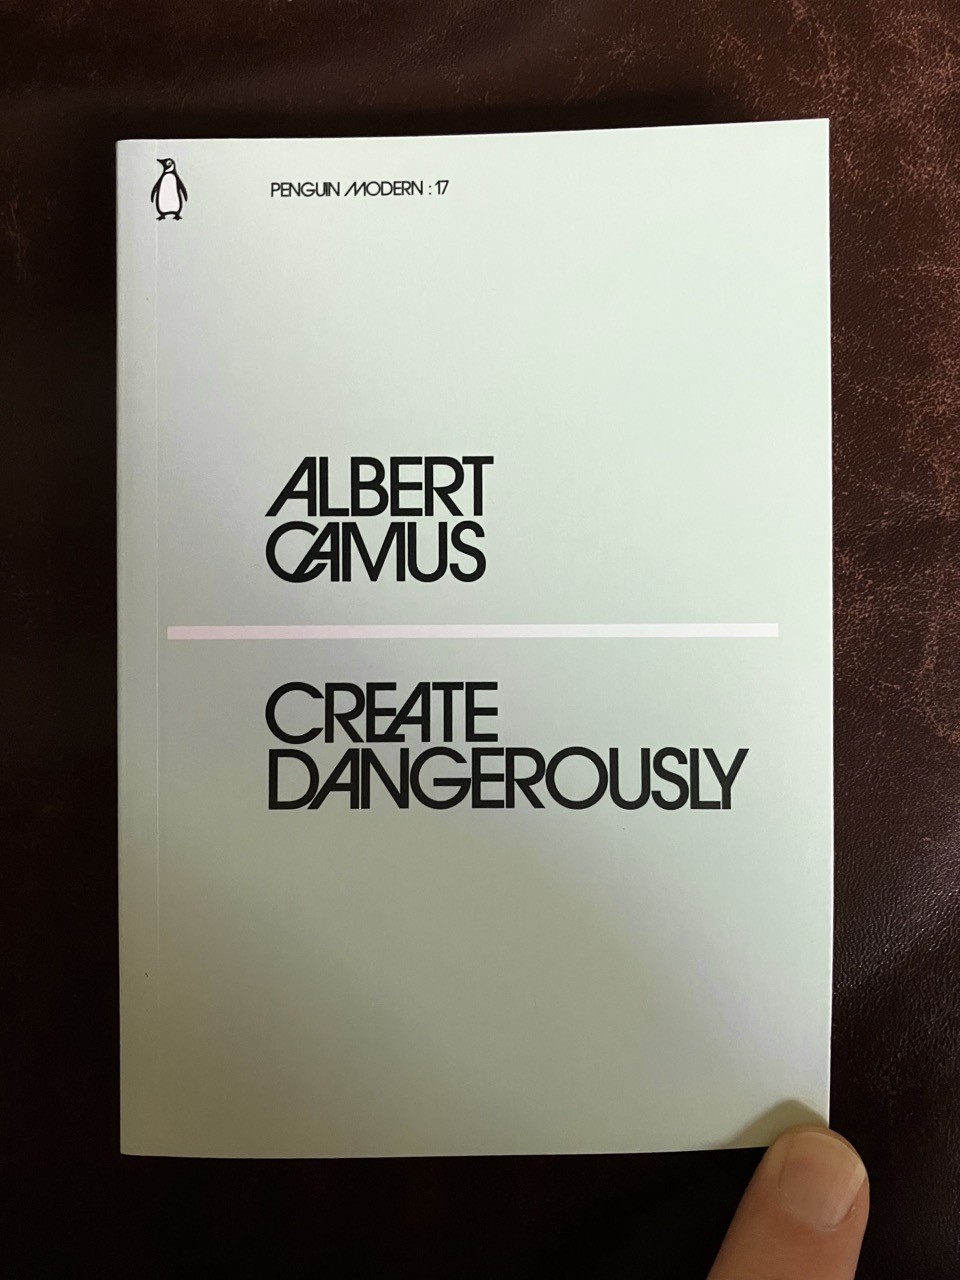 PENGUIN MODERN : 17
ALBERT
CAMUS
CREATE
DANGEROUSLY